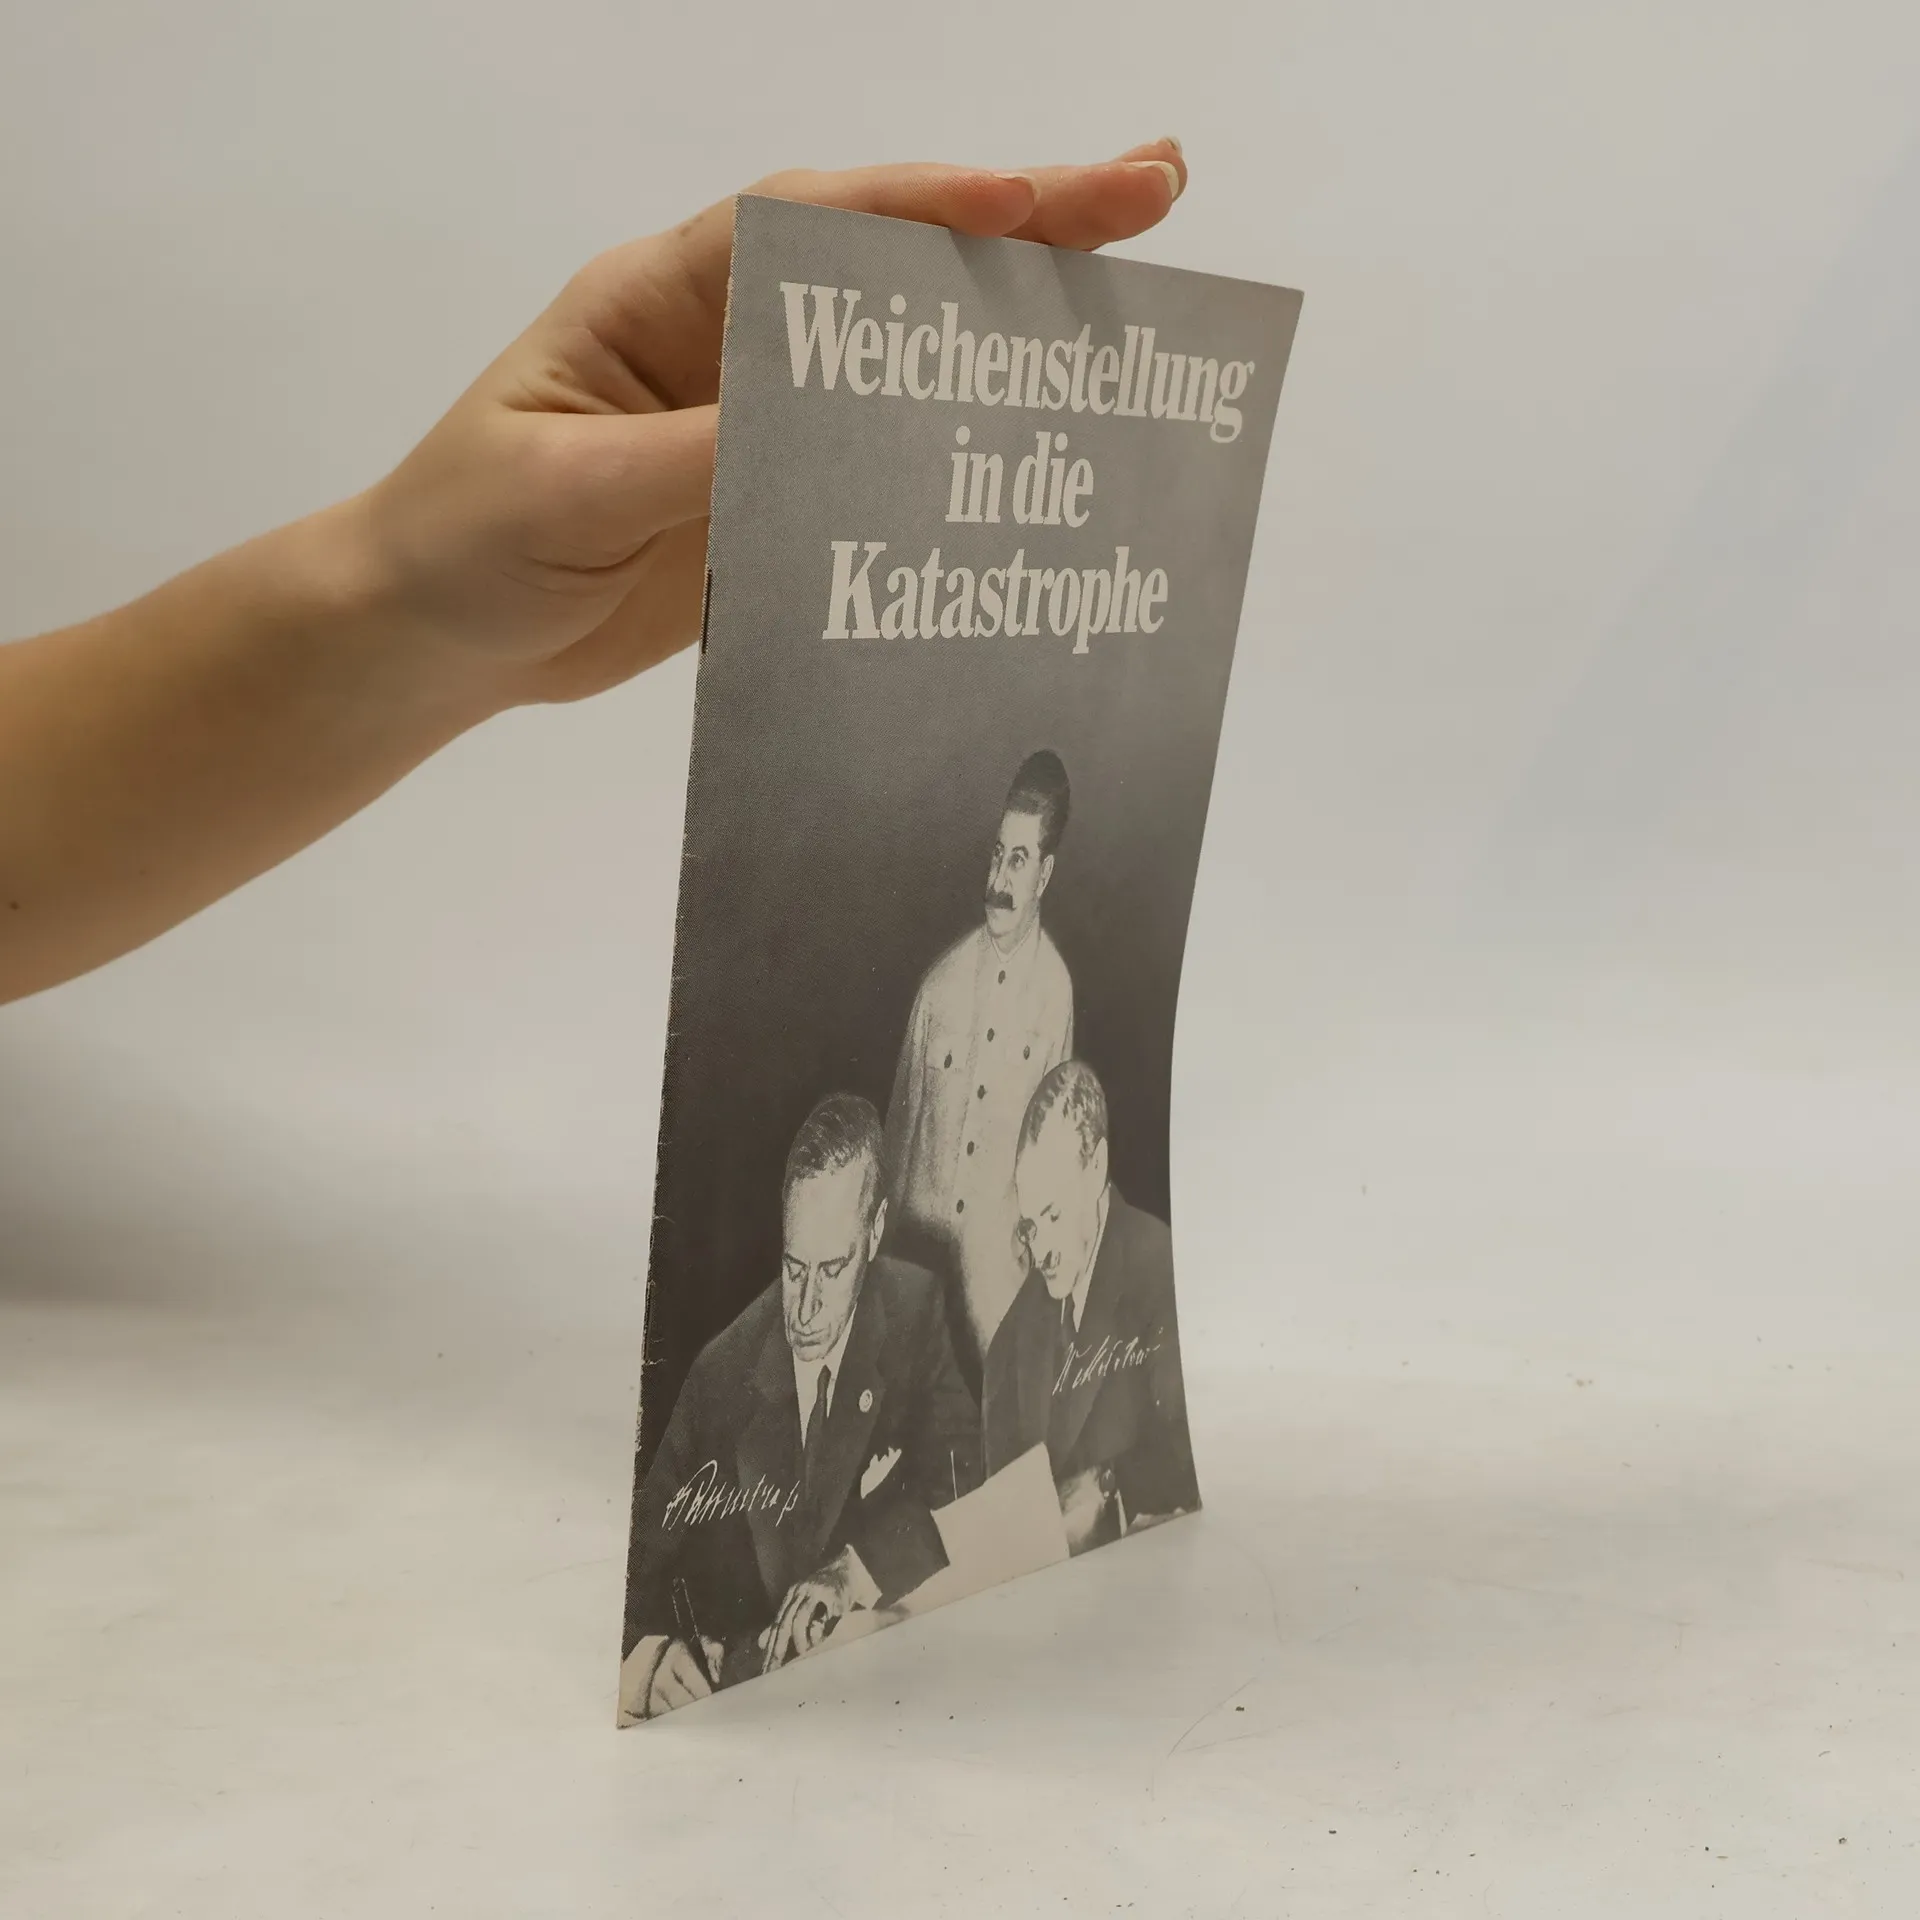 Weichenstellung
in die
Katastrophe